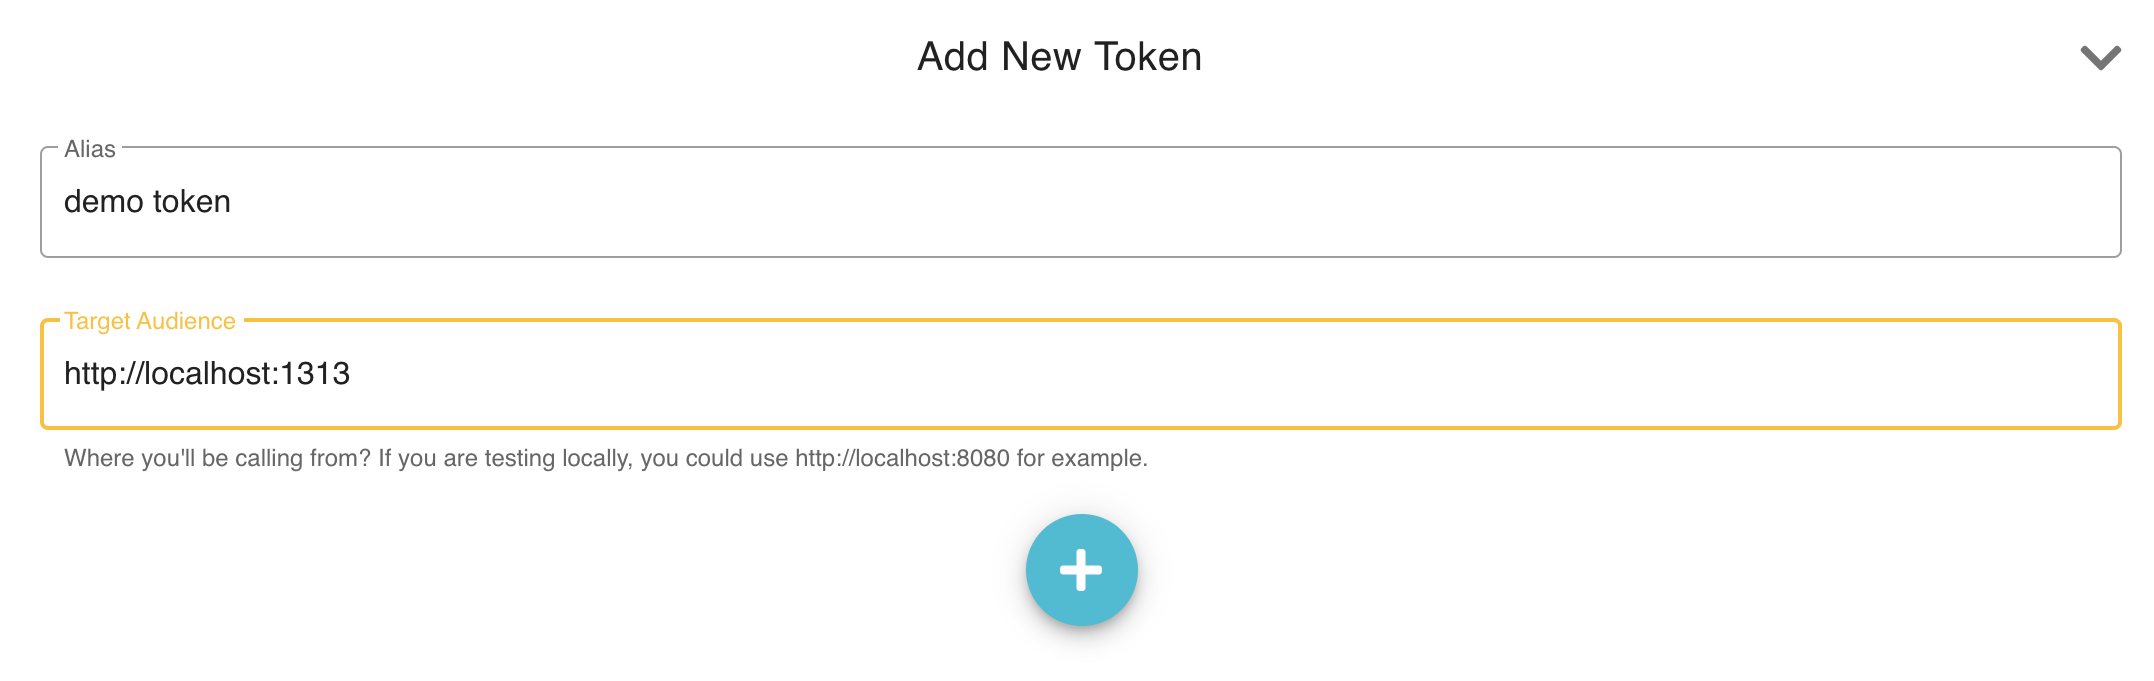 Add New Token
Alias
demo token
Target Audience
http://localhost:1313
Where you'll be calling from? If you are testing locally, you could use http://localhost:8080 for example.